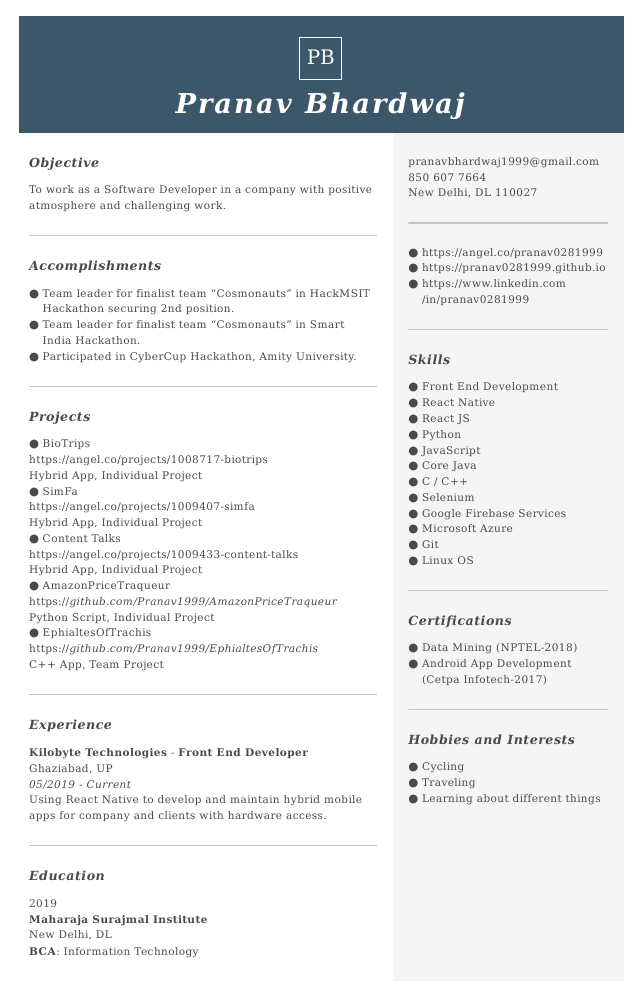 PB
Pranav Bhardwaj
Objective
To work as a Software Developer in a company with positive
atmosphere and challenging work.
Accomplishments
● Team leader for finalist team “Cosmonauts” in HackMSIT
Hackathon securing 2nd position.
● Team leader for finalist team “Cosmonauts” in Smart
India Hackathon.
● Participated in CyberCup Hackathon, Amity University.
Projects
● BioTrips
https://angel.co/projects/1008717-biotrips
Hybrid App, Individual Project
● SimFa
https://angel.co/projects/1009407-simfa
Hybrid App, Individual Project
● Content Talks
https://angel.co/projects/1009433-content-talks
Hybrid App, Individual Project
● AmazonPriceTraqueur
https://github.com/Pranav1999/AmazonPriceTraqueur
Python Script, Individual Project
● EphialtesOfTrachis
https://github.com/Pranav1999/EphialtesOfTrachis
C++ App, Team Project
Experience
Kilobyte Technologies - Front End Developer
Ghaziabad, UP
05/2019 - Current
Using React Native to develop and maintain hybrid mobile
apps for company and clients with hardware access.
Education
2019
Maharaja Surajmal Institute
New Delhi, DL
BCA: Information Technology
pranavbhardwaj1999@gmail.com
850 607 7664
New Delhi, DL 110027
● https://angel.co/pranav0281999
● https://pranav0281999.github.io
● https://www.linkedin.com
/in/pranav0281999
Skills
● Front End Development
● React Native
● React JS
● Python
● JavaScript
● Core Java
● C / C++
● Selenium
● Google Firebase Services
● Microsoft Azure
● Git
● Linux OS
Certifications
● Data Mining (NPTEL-2018)
● Android App Development
(Cetpa Infotech-2017)
Hobbies and Interests
● Cycling
● Traveling
● Learning about different things